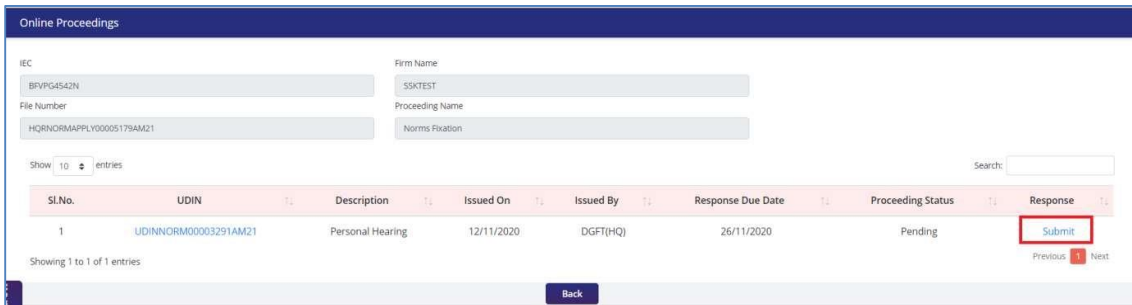 Online Proceedings
IEC Firm Name
BFVPG4542N SSKTEST
File Number Proceeding Name
HQRNORMAPPLY00005179AM21 Norms Fixation
Show 10 entries Search:
Sl.No. UDIN Description Issued On Issued By Response Due Date Proceeding Status Response
1 UDINNORM00003291AM21 Personal Hearing 12/11/2020 DGFT(HQ) 26/11/2020 Pending Submit
Showing 1 to 1 of 1 entries Previous 1 Next
Back